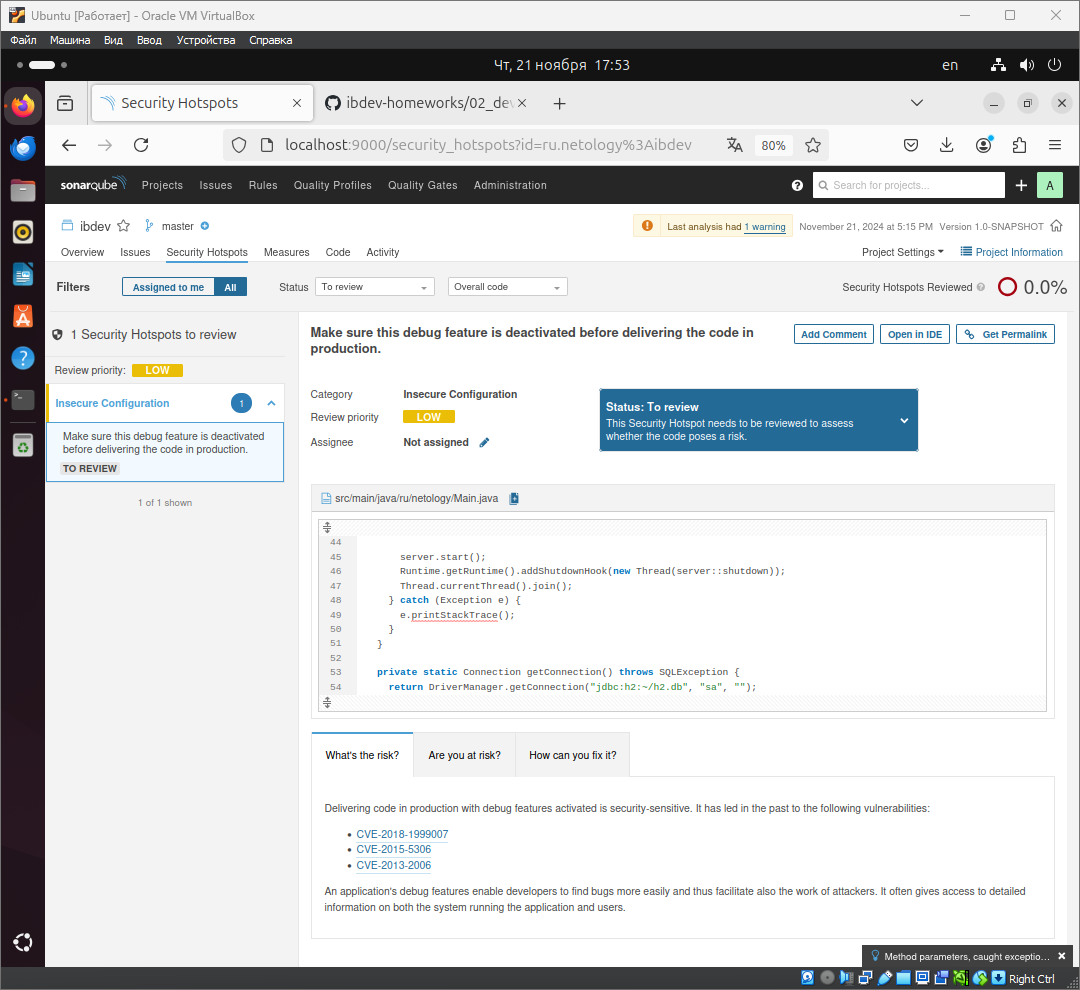 Ubuntu [Работает] - Oracle VM VirtualBox
Файл Машина Вид Ввод Устройства Справка
Чт, 21 ноября 17:53
en
Security Hotspots
ibdev-homeworks/02_dev
localhost:9000/security_hotspots?id=ru.netology%3Aibdev
80%
sonarqube Projects Issues Rules Quality Profiles Quality Gates Administration
? Search for projects... A
ibdev master
Last analysis had 1 warning
November 21, 2024 at 5:15 PM Version 1.0-SNAPSHOT
Overview Issues Security Hotspots Measures Code Activity
Project Settings Project Information
Filters Assigned to me All Status To review Overall code
Security Hotspots Reviewed ? 0.0%
1 Security Hotspots to review
Review priority: LOW
Insecure Configuration 1
Make sure this debug feature is deactivated
before delivering the code in production.
TO REVIEW
1 of 1 shown
Make sure this debug feature is deactivated before delivering the code in
production.
Add Comment Open in IDE Get Permalink
Category Insecure Configuration
Review priority LOW
Assignee Not assigned
Status: To review
This Security Hotspot needs to be reviewed to assess
whether the code poses a risk.
src/main/java/ru/netology/Main.java
44
45 server.start();
46 Runtime.getRuntime().addShutdownHook(new Thread(server::shutdown));
47 Thread.currentThread().join();
48 } catch (Exception e) {
49 e.printStackTrace();
50 }
51 }
52
53 private static Connection getConnection() throws SQLException {
54 return DriverManager.getConnection("jdbc:h2:~/h2.db", "sa", "");
What's the risk? Are you at risk? How can you fix it?
Delivering code in production with debug features activated is security-sensitive. It has led in the past to the following vulnerabilities:
• CVE-2018-1999007
• CVE-2015-5306
• CVE-2013-2006
An application's debug features enable developers to find bugs more easily and thus facilitate also the work of attackers. It often gives access to detailed
information on both the system running the application and users.
Method parameters, caught exceptio...
Right Ctrl